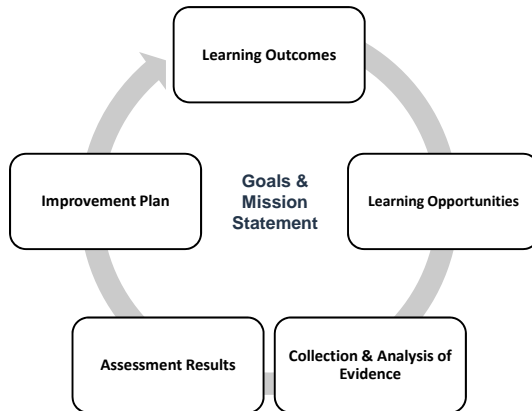 Learning Outcomes
Learning Opportunities
Collection & Analysis of
Evidence
Assessment Results
Improvement Plan
Goals &
Mission
Statement